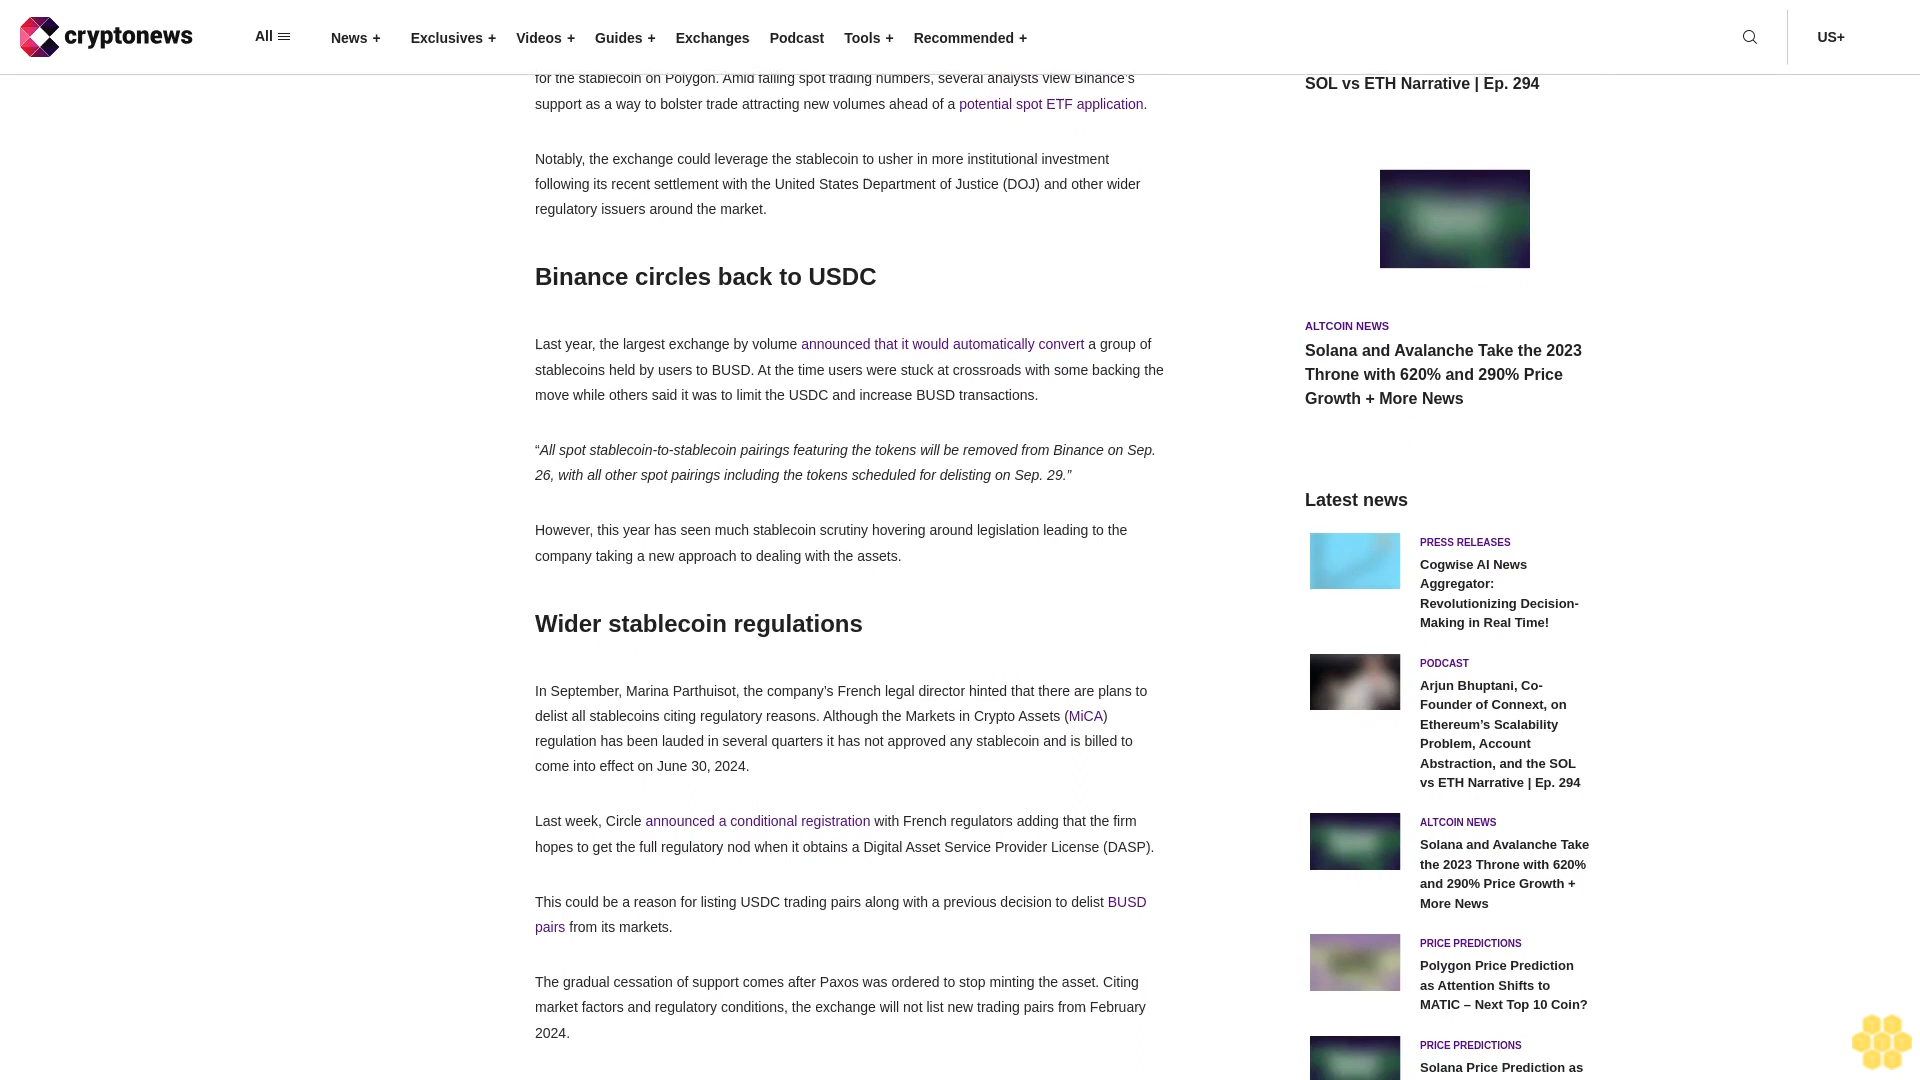 cryptonews
All
News +
Exclusives +
Videos +
Guides +
Exchanges
Podcast
Tools +
Recommended +
US+
for the stablecoin on Polygon. Amid falling spot trading numbers, several analysts view Binance's
support as a way to bolster trade attracting new volumes ahead of a potential spot ETF application.
Notably, the exchange could leverage the stablecoin to usher in more institutional investment
following its recent settlement with the United States Department of Justice (DOJ) and other wider
regulatory issuers around the market.
Binance circles back to USDC
Last year, the largest exchange by volume announced that it would automatically convert a group of
stablecoins held by users to BUSD. At the time users were stuck at crossroads with some backing the
move while others said it was to limit the USDC and increase BUSD transactions.
“All spot stablecoin-to-stablecoin pairings featuring the tokens will be removed from Binance on Sep.
26, with all other spot pairings including the tokens scheduled for delisting on Sep. 29.”
However, this year has seen much stablecoin scrutiny hovering around legislation leading to the
company taking a new approach to dealing with the assets.
Wider stablecoin regulations
In September, Marina Parthuisot, the company’s French legal director hinted that there are plans to
delist all stablecoins citing regulatory reasons. Although the Markets in Crypto Assets (MiCA)
regulation has been lauded in several quarters it has not approved any stablecoin and is billed to
come into effect on June 30, 2024.
Last week, Circle announced a conditional registration with French regulators adding that the firm
hopes to get the full regulatory nod when it obtains a Digital Asset Service Provider License (DASP).
This could be a reason for listing USDC trading pairs along with a previous decision to delist BUSD
pairs from its markets.
The gradual cessation of support comes after Paxos was ordered to stop minting the asset. Citing
market factors and regulatory conditions, the exchange will not list new trading pairs from February
2024.
SOL vs ETH Narrative | Ep. 294
ALTCOIN NEWS
Solana and Avalanche Take the 2023
Throne with 620% and 290% Price
Growth + More News
Latest news
PRESS RELEASES
Cogwise AI News
Aggregator:
Revolutionizing Decision-
Making in Real Time!
PODCAST
Arjun Bhuptani, Co-
Founder of Connext, on
Ethereum’s Scalability
Problem, Account
Abstraction, and the SOL
vs ETH Narrative | Ep. 294
ALTCOIN NEWS
Solana and Avalanche Take
the 2023 Throne with 620%
and 290% Price Growth +
More News
PRICE PREDICTIONS
Polygon Price Prediction
as Attention Shifts to
MATIC – Next Top 10 Coin?
PRICE PREDICTIONS
Solana Price Prediction as